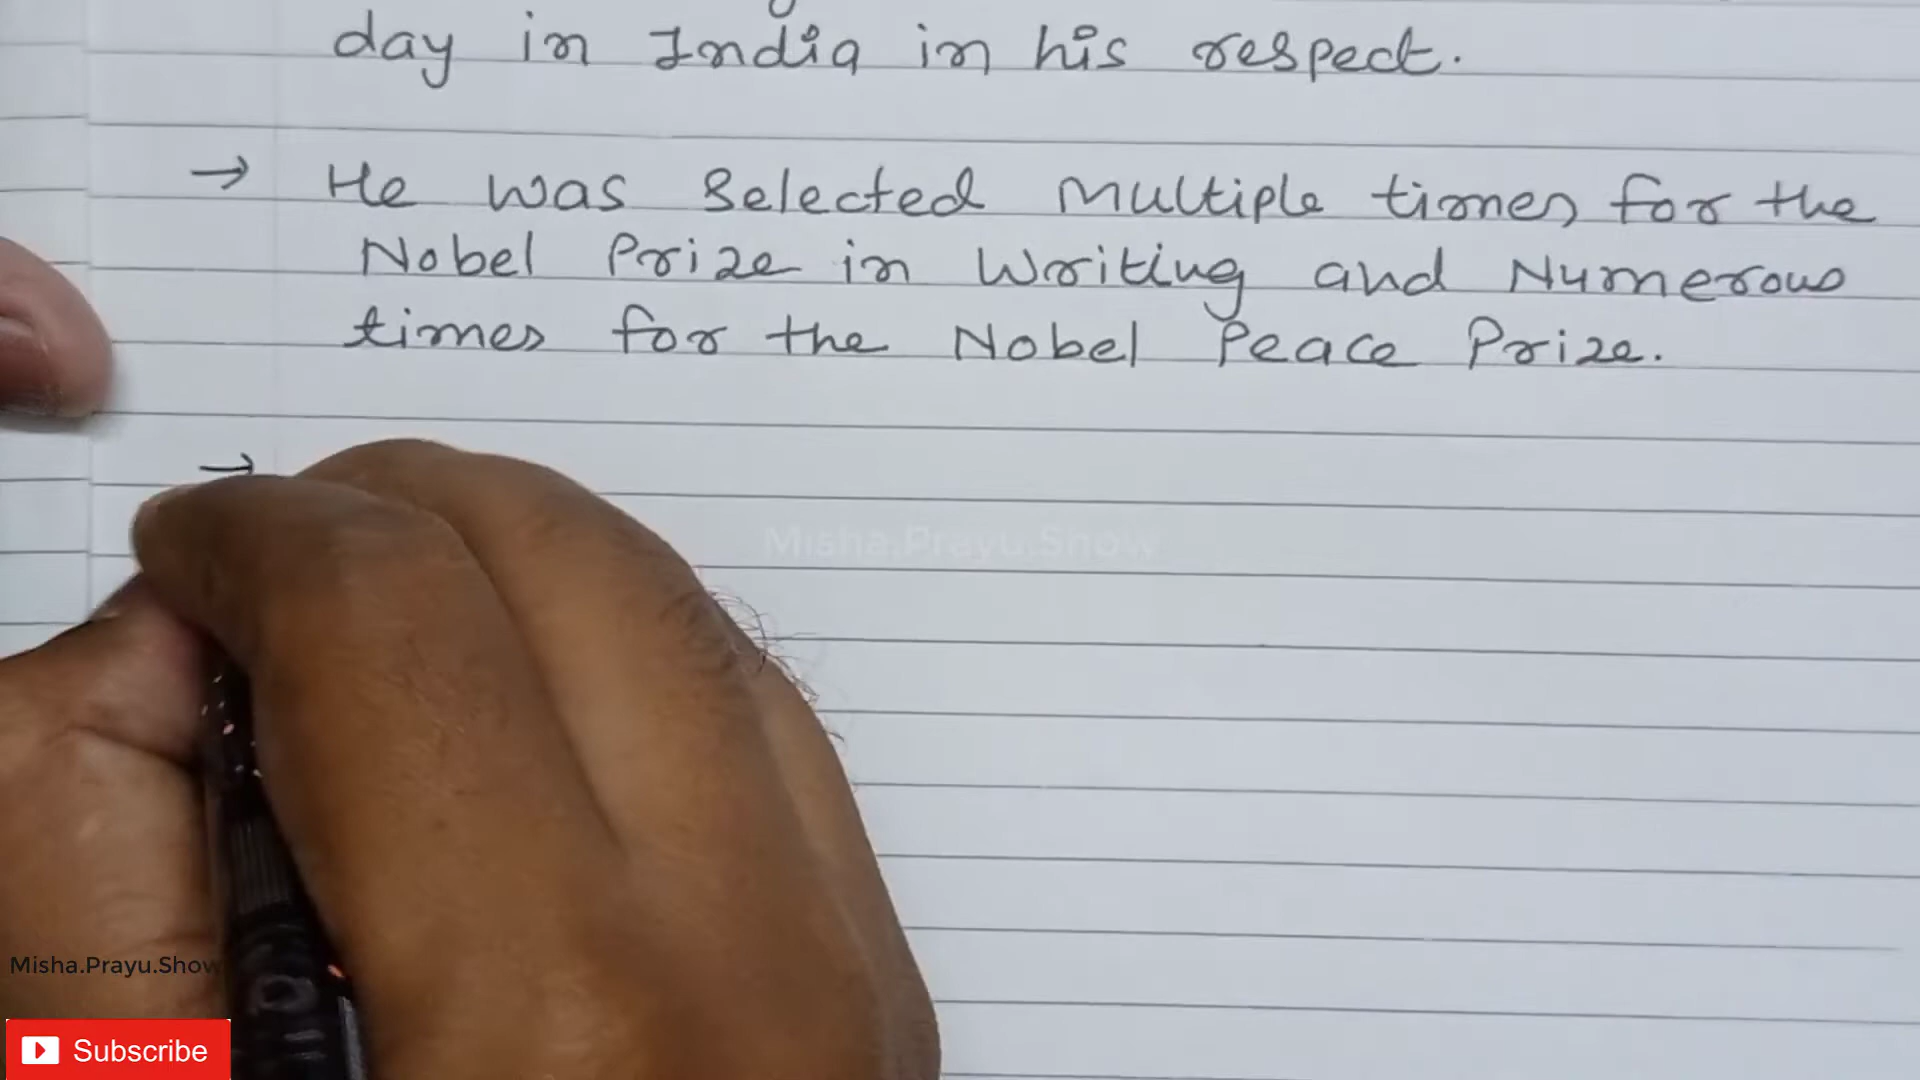 day in India in his respect.
→ He was Selected Multiple times for the
Nobel Prize in Writing and Numerous
times for the Nobel Peace Prize.
→
Misha.Prayu.Show
Misha.Prayu.Show
Subscribe